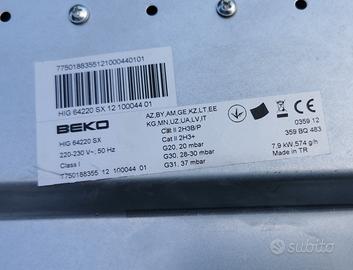 7750188355121000440101
HIG 64220 SX 12 100044 01
BEKO
HIG 64220 SX
220-230 V~; 50 Hz
Class I
7750188355 12 100044 01
AZ,BY,AM,GE,KZ,LT,EE
KG,MN,UZ,UA,LV,IT
Cat II 2H3B/P
Cat II 2H3+
G20, 20 mbar
G30, 28-30 mbar
G31, 37 mbar
CE
0359 12
359 BQ 483
7,9 kW,574 g/h
Made in TR
subito